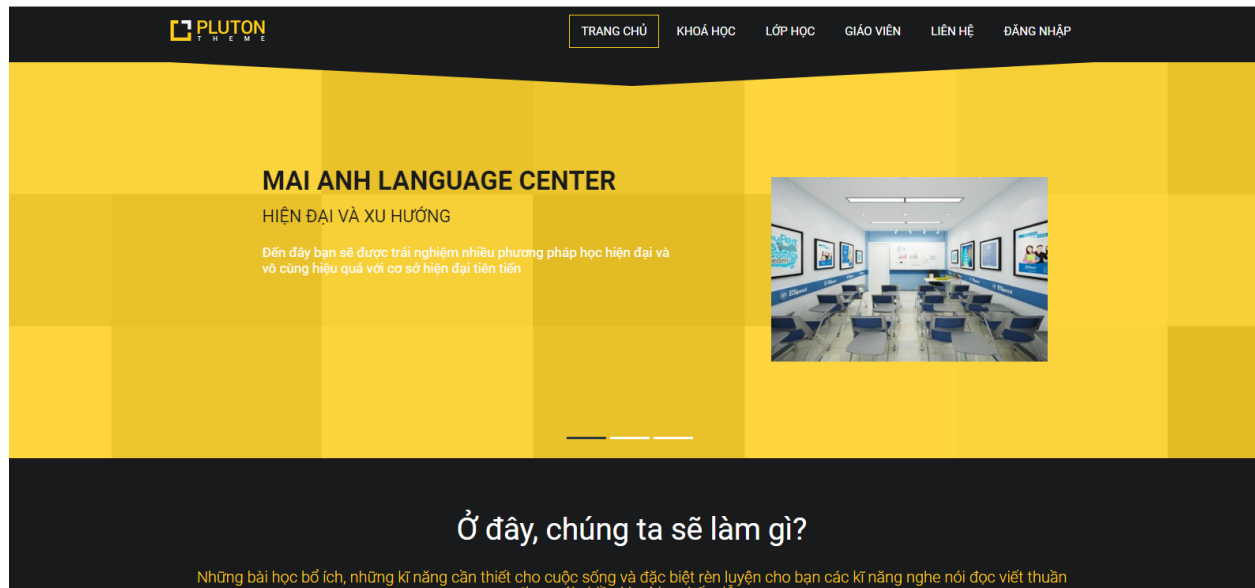 PLUTON
THEME
TRANG CHỦ KHOÁ HỌC LỚP HỌC GIÁO VIÊN LIÊN HỆ ĐĂNG NHẬP
MAI ANH LANGUAGE CENTER
HIỆN ĐẠI VÀ XU HƯỚNG
Đến đây bạn sẽ được trải nghiệm nhiều phương pháp học hiện đại và
vô cùng hiệu quả với cơ sở hiện đại tiên tiến
Ở đây, chúng ta sẽ làm gì?
Những bài học bổ ích, những kĩ năng cần thiết cho cuộc sống và đặc biệt rèn luyện cho bạn các kĩ năng nghe nói đọc viết thuần